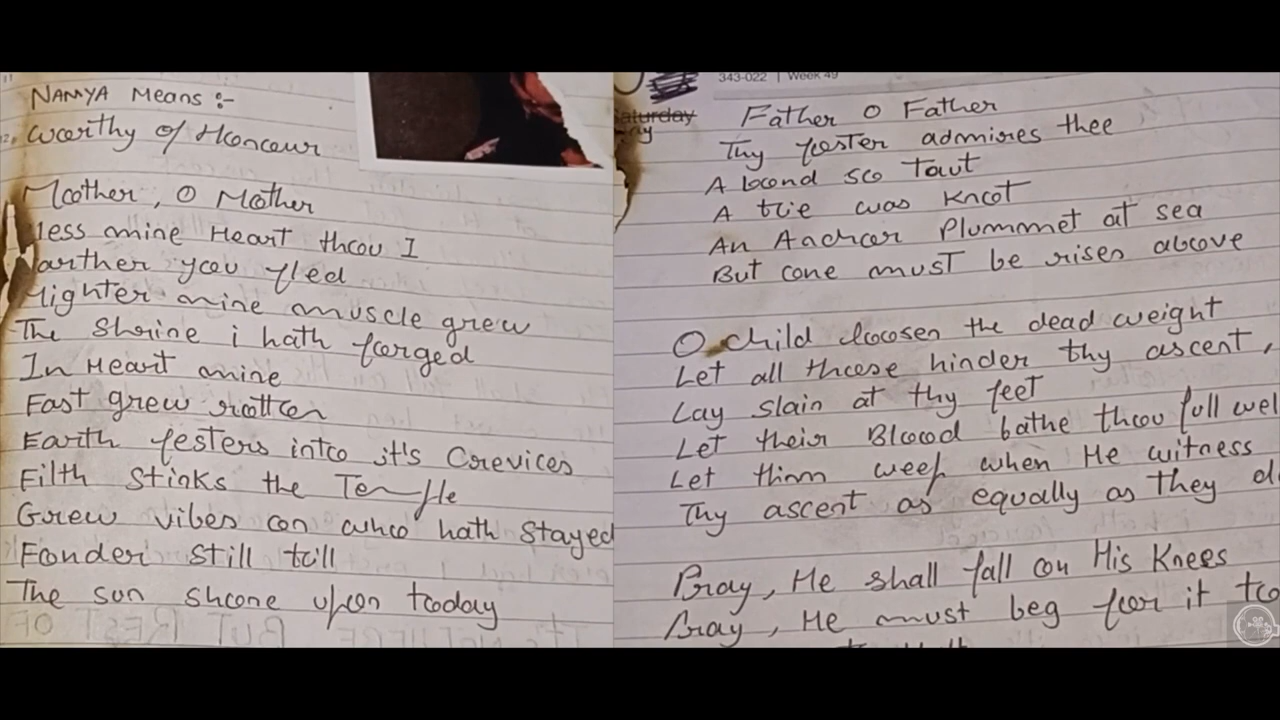 NAMYA Means :-
Worthy of Honour
Mother, O Mother
less mine Heart thou I
arther you fled
lighter mine muscle grew
The Shrine i hath forged
In Heart mine
Fast grew rotten
Earth festers into it's Crevices
Filth stinks the Temple
Grew vibes on who hath stayed
Fonder still till
The sun shone upon today
343-022 | Week 49
Saturday
Father O Father
Thy foster admires thee
A bond so Taut
A tie was Knot
An Anchor Plummet at sea
But one must be risen above
O child loosen the dead weight
Let all those hinder thy ascent,
Lay slain at thy feet
Let their Blood bathe thou full wel
Let thim weep when He witness
Thy ascent as equally as they
Pray, He shall fall on His Knees
Pray, He must beg for it too